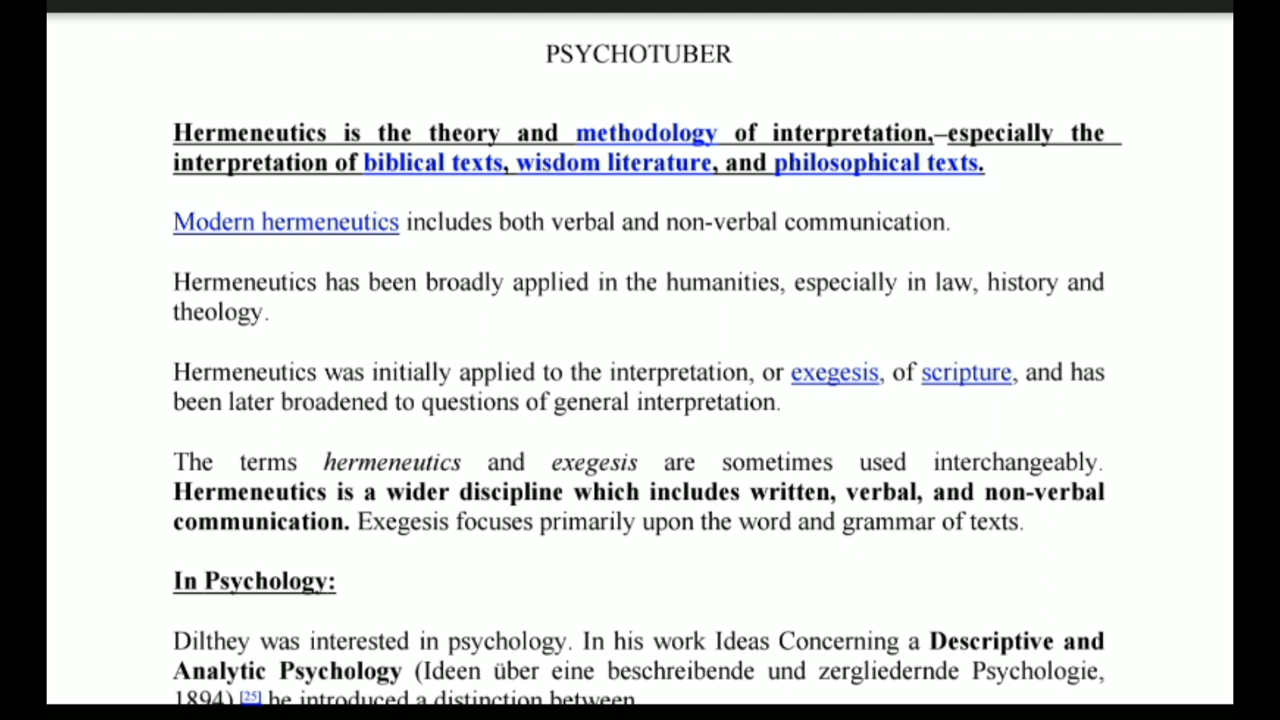 PSYCHOTUBER
Hermeneutics is the theory and methodology of interpretation,–especially the
interpretation of biblical texts, wisdom literature, and philosophical texts.
Modern hermeneutics includes both verbal and non-verbal communication.
Hermeneutics has been broadly applied in the humanities, especially in law, history and
theology.
Hermeneutics was initially applied to the interpretation, or exegesis, of scripture, and has
been later broadened to questions of general interpretation.
The terms hermeneutics and exegesis are sometimes used interchangeably.
Hermeneutics is a wider discipline which includes written, verbal, and non-verbal
communication. Exegesis focuses primarily upon the word and grammar of texts.
In Psychology:
Dilthey was interested in psychology. In his work Ideas Concerning a Descriptive and
Analytic Psychology (Ideen über eine beschreibende und zergliedernde Psychologie,
1894) [25] he introduced a distinction between